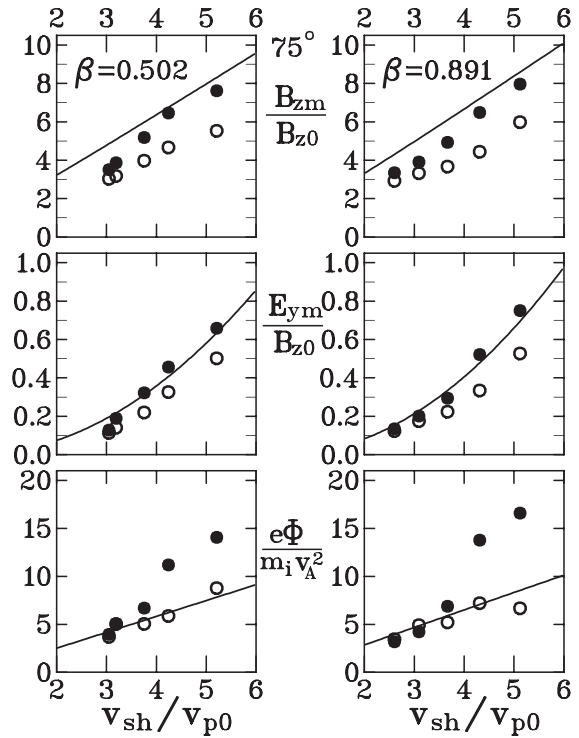 2 3 4 5 6 2 3 4 5 6
10 75° 10
β=0.502 β=0.891
8 8
B_zm
B_z0
6 6
4 4
2 2
0 0
1.0 1.0
0.8 E_ym 0.8
B_z0
0.6 0.6
0.4 0.4
0.2 0.2
0.0 0.0
20 20
15 15
eΦ
m_i v_A^2
10 10
5 5
0 0
2 3 4 5 6 2 3 4 5 6
v_sh/v_p0 v_sh/v_p0